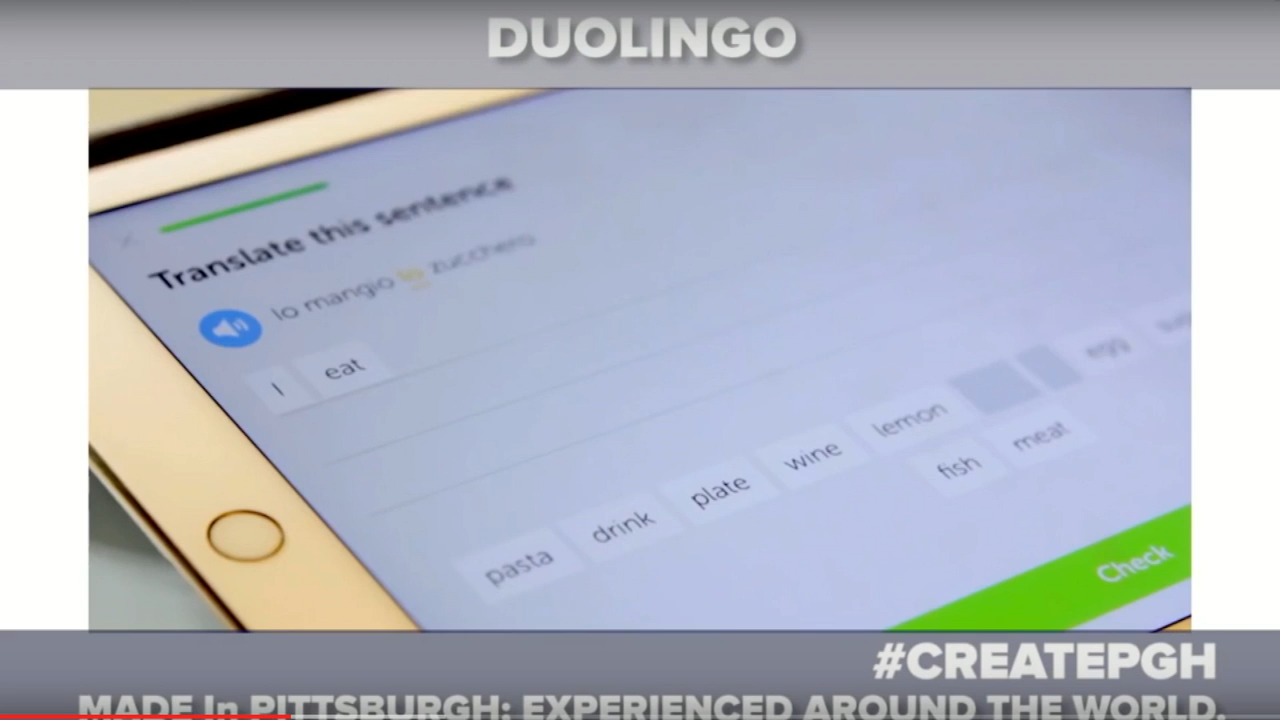 DUOLINGO
Translate this sentence
Io mangio lo zucchero
I eat
egg
pasta drink plate wine lemon
fish meat
Check
#CREATEPGH
MADE In PITTSBURGH: EXPERIENCED AROUND THE WORLD.